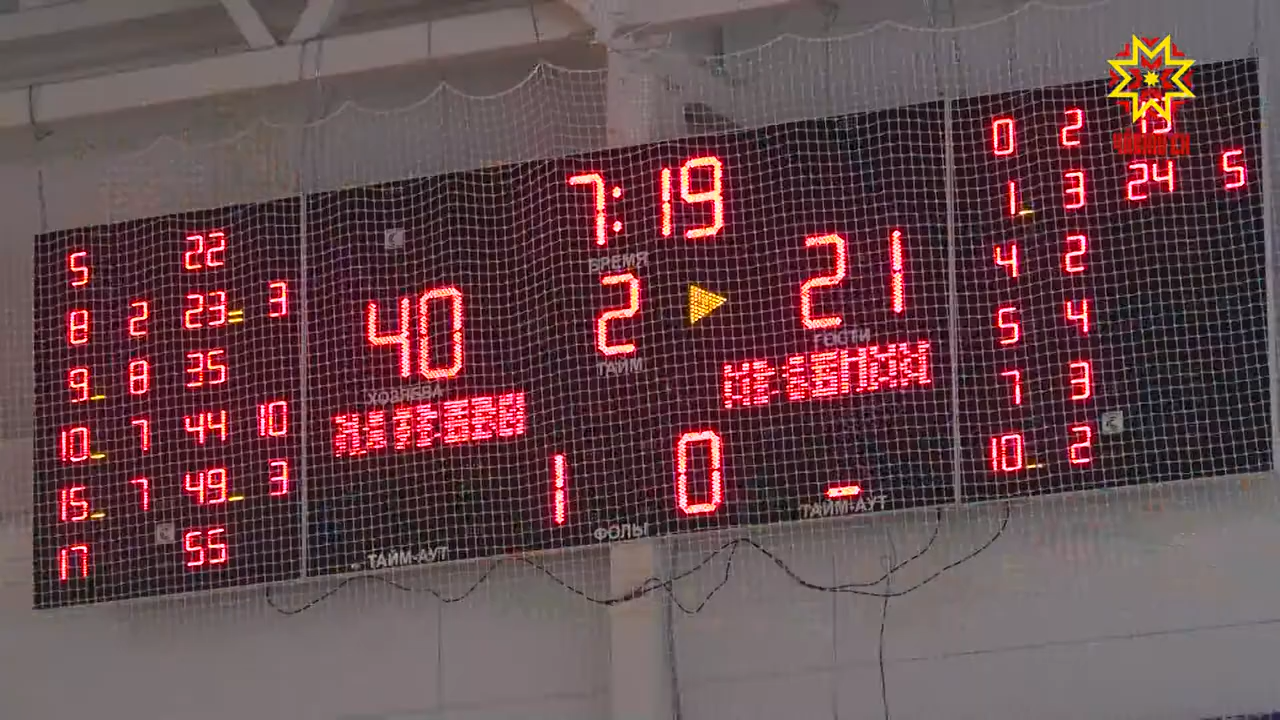 7:19
ВРЕМЯ
40 2 21
ХОЗЯЕВА ТАЙМ ГОСТИ
1 0
ТАЙМ-АУТ ФОЛЫ ТАЙМ-АУТ
5 22
8 2 23 3
9 8 35
10 7 44 10
15 7 49 3
17 55
0 2
1 3 24 5
4 2
5 4
7 3
10 2